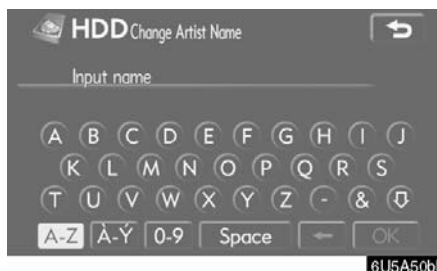 HDD Change Artist Name
Input name
A B C D E F G H I J
K L M N O P Q R S
T U V W X Y Z - &
A-Z À-Ý 0-9 Space ← OK
6U5A50b